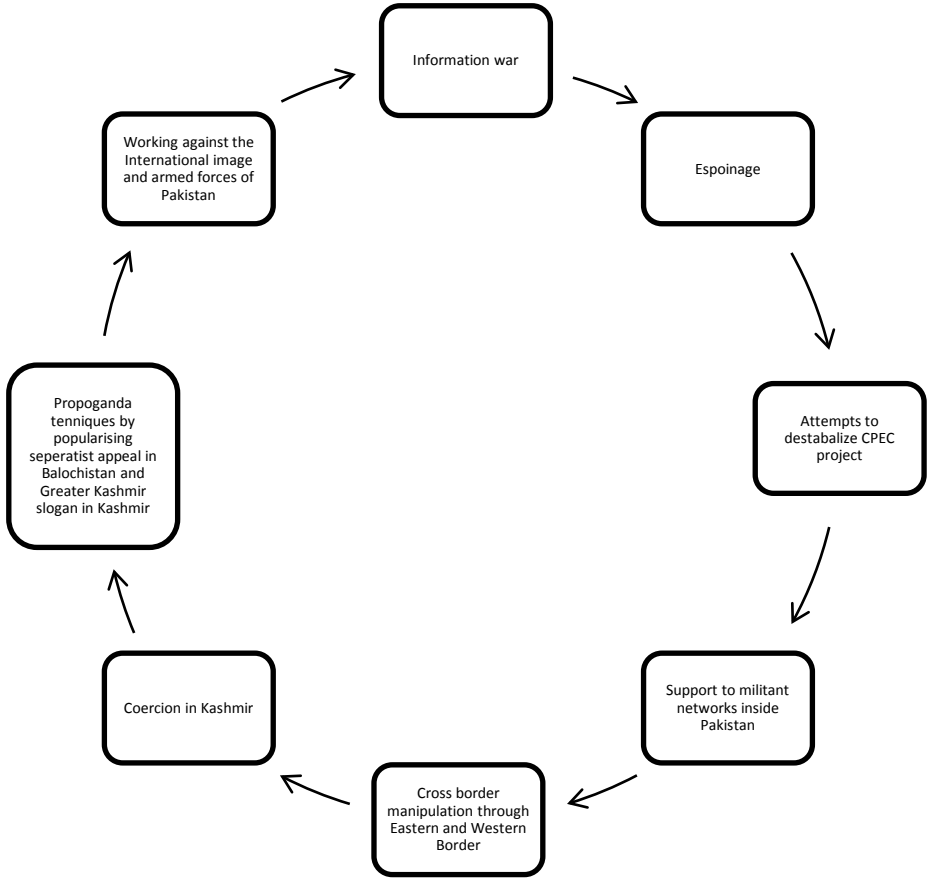 Information war
Espoinage
Attempts to
destabalize CPEC
project
Support to militant
networks inside
Pakistan
Cross border
manipulation through
Eastern and Western
Border
Coercion in Kashmir
Propoganda
tenniques by
popularising
seperatist appeal in
Balochistan and
Greater Kashmir
slogan in Kashmir
Working against the
International image
and armed forces of
Pakistan